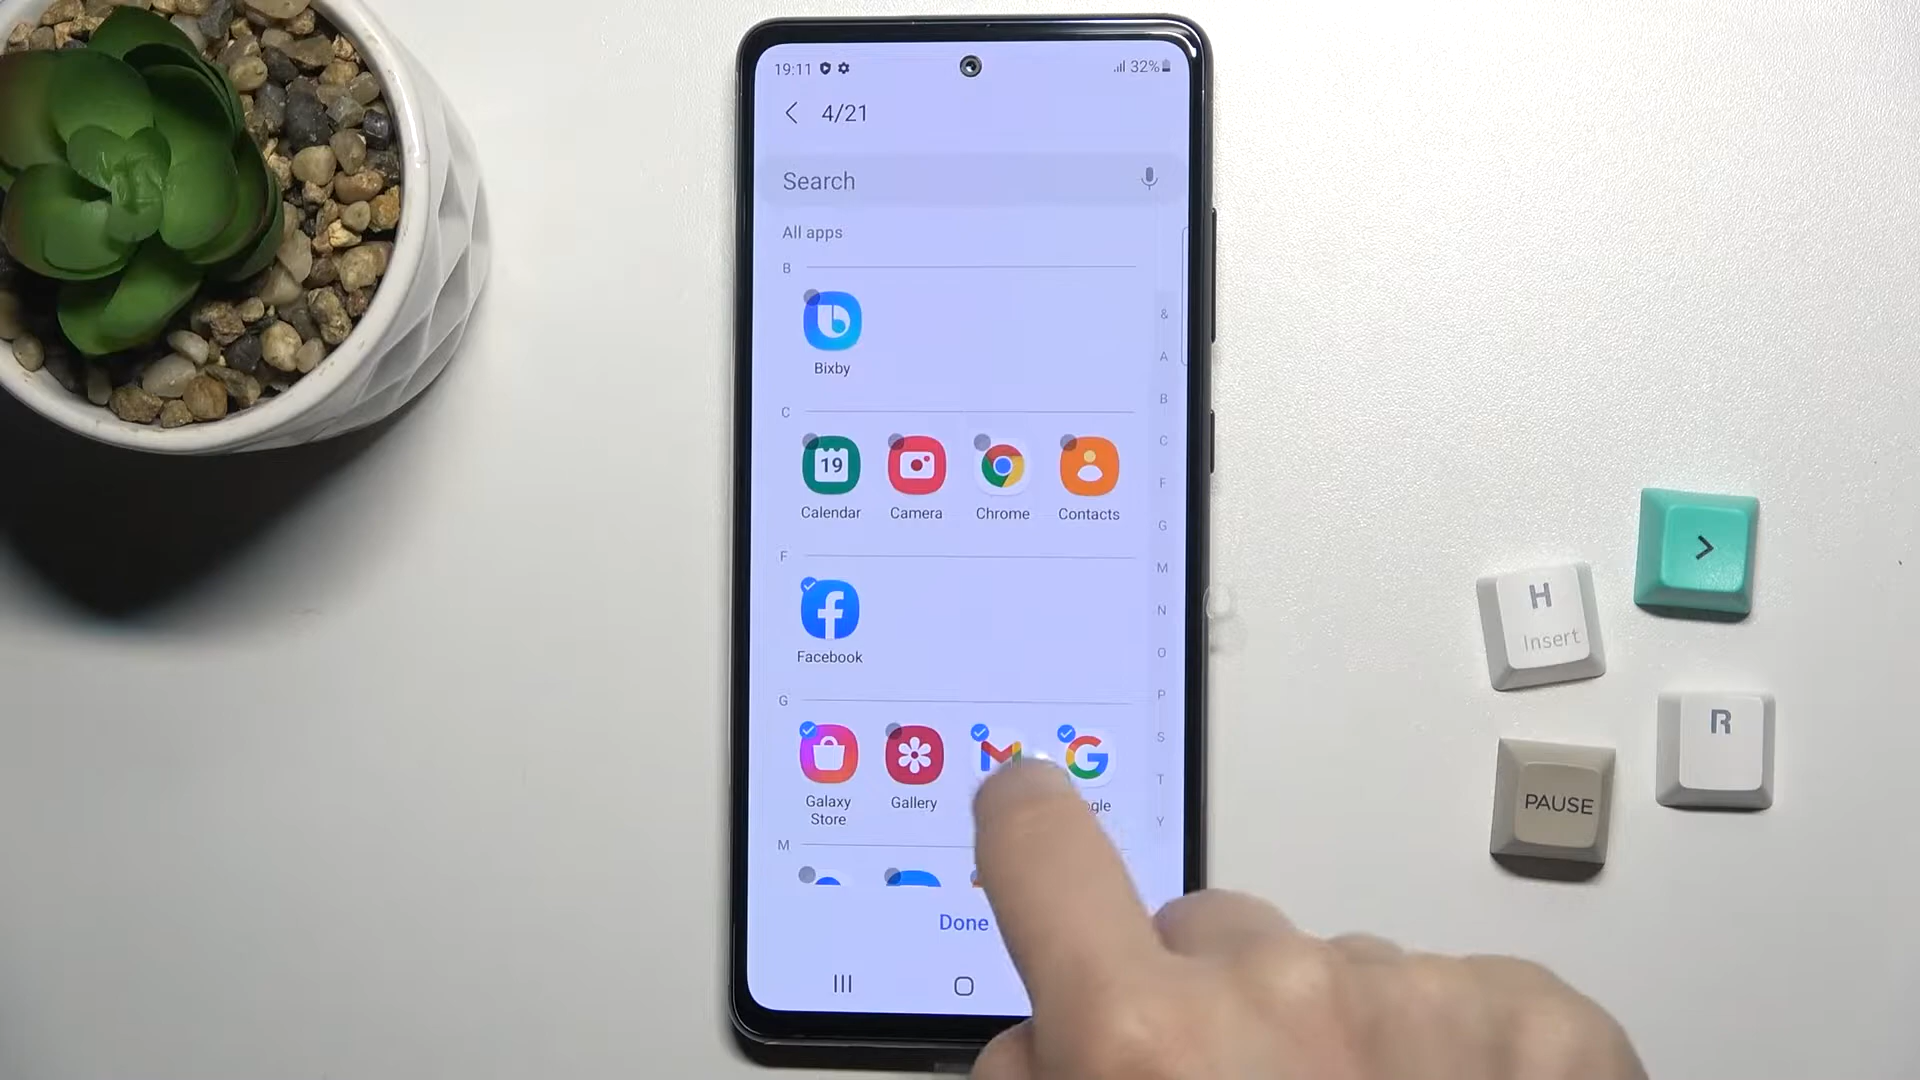 19:11
32%
4/21
Search
All apps
B
Bixby
C
19
Calendar
Camera
Chrome
Contacts
F
Facebook
G
Galaxy
Store
Gallery
M
Done
&
A
B
C
F
G
M
N
O
P
S
T
Y
H
Insert
>
R
PAUSE